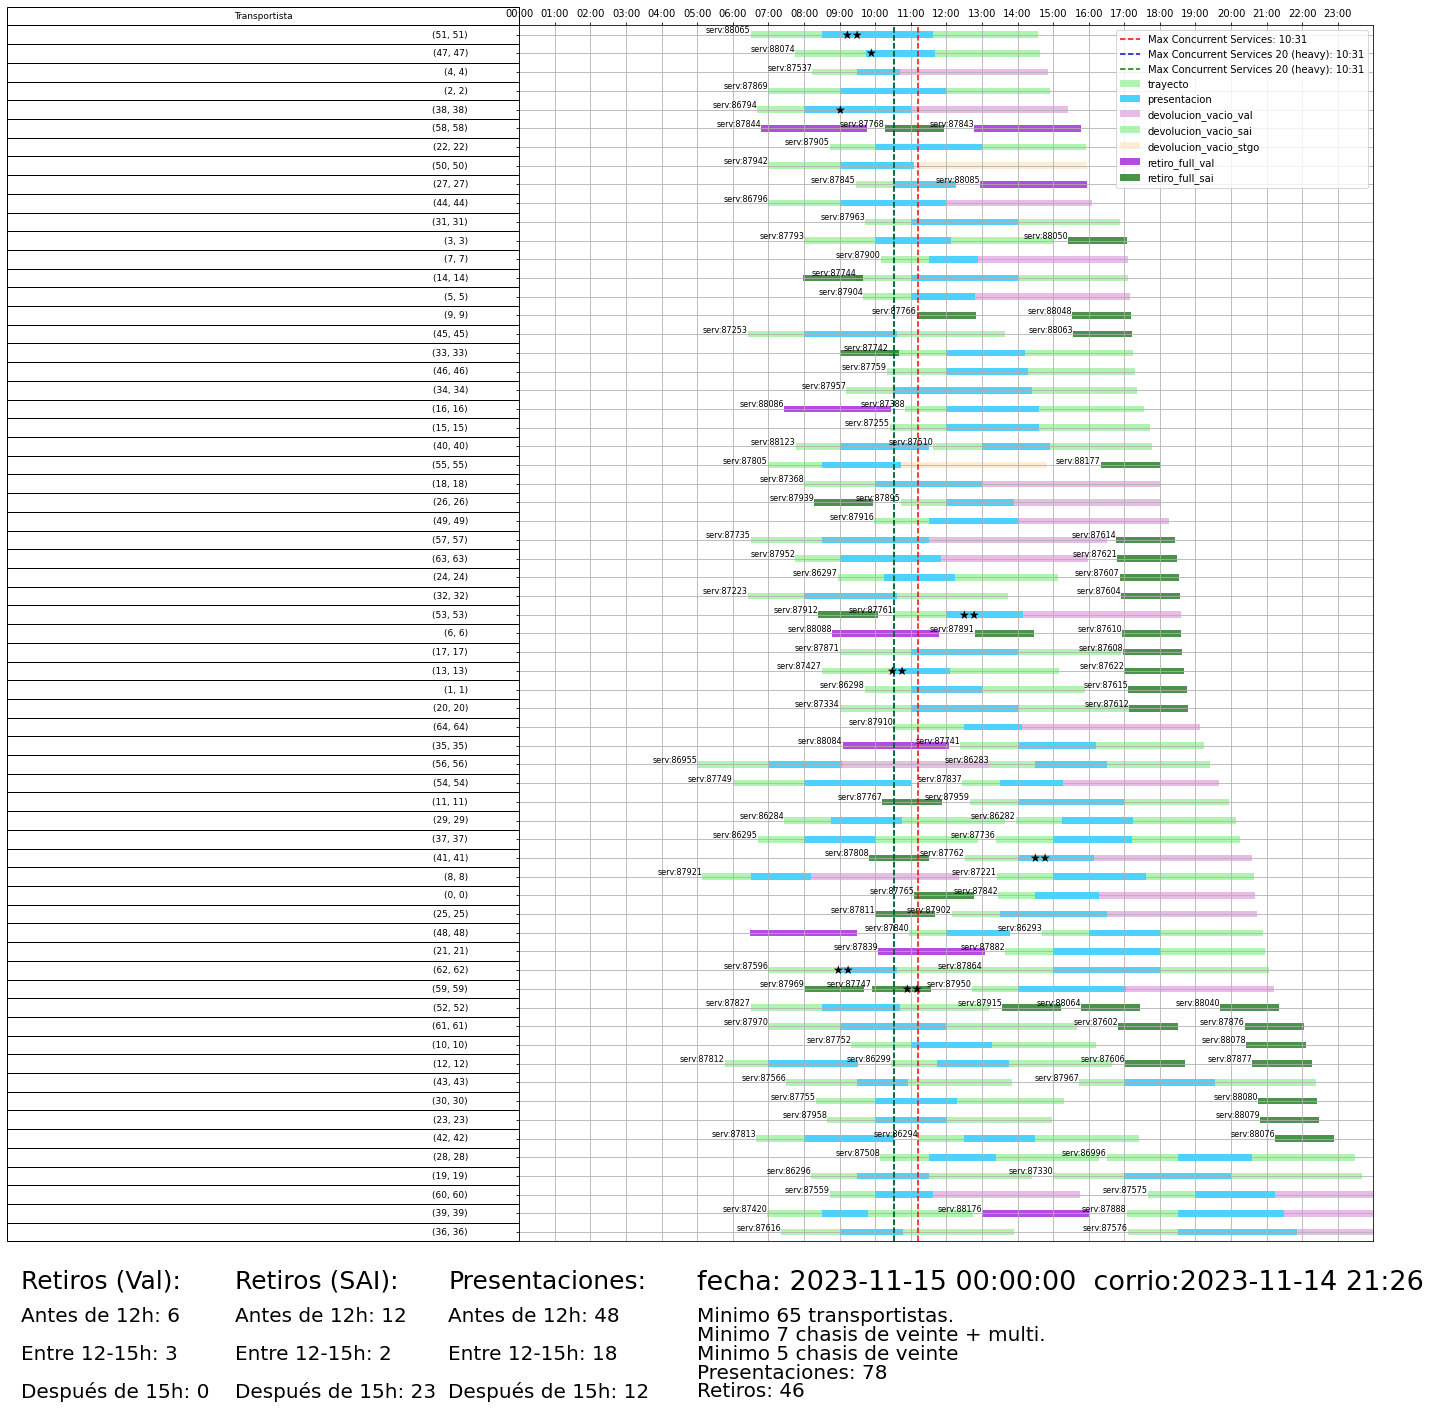 Transportista
00:00 01:00 02:00 03:00 04:00 05:00 06:00 07:00 08:00 09:00 10:00 11:00 12:00 13:00 14:00 15:00 16:00 17:00 18:00 19:00 20:00 21:00 22:00 23:00
Max Concurrent Services: 10:31
Max Concurrent Services 20 (heavy): 10:31
Max Concurrent Services 20 (heavy): 10:31
trayecto
presentacion
devolucion_vacio_val
devolucion_vacio_sai
devolucion_vacio_stgo
retiro_full_val
retiro_full_sai
(51, 51) serv:88065
(47, 47) serv:88074
(4, 4) serv:87537
(2, 2) serv:87869
(38, 38) serv:86794
(58, 58) serv:87844 serv:87768 serv:87843
(22, 22) serv:87905
(50, 50) serv:87942
(27, 27) serv:87845 serv:88085
(44, 44) serv:86796
(31, 31) serv:87963
(3, 3) serv:87793 serv:88050
(7, 7) serv:87900
(14, 14) serv:87744
(5, 5) serv:87904
(9, 9) serv:87766 serv:88048
(45, 45) serv:87253 serv:88063
(33, 33) serv:87742
(46, 46) serv:87759
(34, 34) serv:87957
(16, 16) serv:88086 serv:87388
(15, 15) serv:87255
(40, 40) serv:88123 serv:87510
(55, 55) serv:87805 serv:88177
(18, 18) serv:87368
(26, 26) serv:87939 serv:87895
(49, 49) serv:87916
(57, 57) serv:87735 serv:87614
(63, 63) serv:87952 serv:87621
(24, 24) serv:86297 serv:87607
(32, 32) serv:87223 serv:87604
(53, 53) serv:87912 serv:87761
(6, 6) serv:88088 serv:87891 serv:87610
(17, 17) serv:87871 serv:87608
(13, 13) serv:87427 serv:87622
(1, 1) serv:86298 serv:87615
(20, 20) serv:87334 serv:87612
(64, 64) serv:87910
(35, 35) serv:88084 serv:87741
(56, 56) serv:86955 serv:86283
(54, 54) serv:87749 serv:87837
(11, 11) serv:87767 serv:87959
(29, 29) serv:86284 serv:86282
(37, 37) serv:86295 serv:87736
(41, 41) serv:87808 serv:87762
(8, 8) serv:87921 serv:87221
(0, 0) serv:87765 serv:87842
(25, 25) serv:87811 serv:87902
(48, 48) serv:87840 serv:86293
(21, 21) serv:87839 serv:87882
(62, 62) serv:87596 serv:87864
(59, 59) serv:87969 serv:87747 serv:87950
(52, 52) serv:87827 serv:87915 serv:88064 serv:88040
(61, 61) serv:87970 serv:87602 serv:87876
(10, 10) serv:87752 serv:88078
(12, 12) serv:87812 serv:86299 serv:87606 serv:87877
(43, 43) serv:87566 serv:87967
(30, 30) serv:87755 serv:88080
(23, 23) serv:87958 serv:88079
(42, 42) serv:87813 serv:86294 serv:88076
(28, 28) serv:87508 serv:86996
(19, 19) serv:86296 serv:87330
(60, 60) serv:87559 serv:87575
(39, 39) serv:87420 serv:88176 serv:87888
(36, 36) serv:87616 serv:87576
Retiros (Val):
Antes de 12h: 6
Entre 12-15h: 3
Después de 15h: 0
Retiros (SAI):
Antes de 12h: 12
Entre 12-15h: 2
Después de 15h: 23
Presentaciones:
Antes de 12h: 48
Entre 12-15h: 18
Después de 15h: 12
fecha: 2023-11-15 00:00:00 corrio:2023-11-14 21:26
Minimo 65 transportistas.
Minimo 7 chasis de veinte + multi.
Minimo 5 chasis de veinte
Presentaciones: 78
Retiros: 46